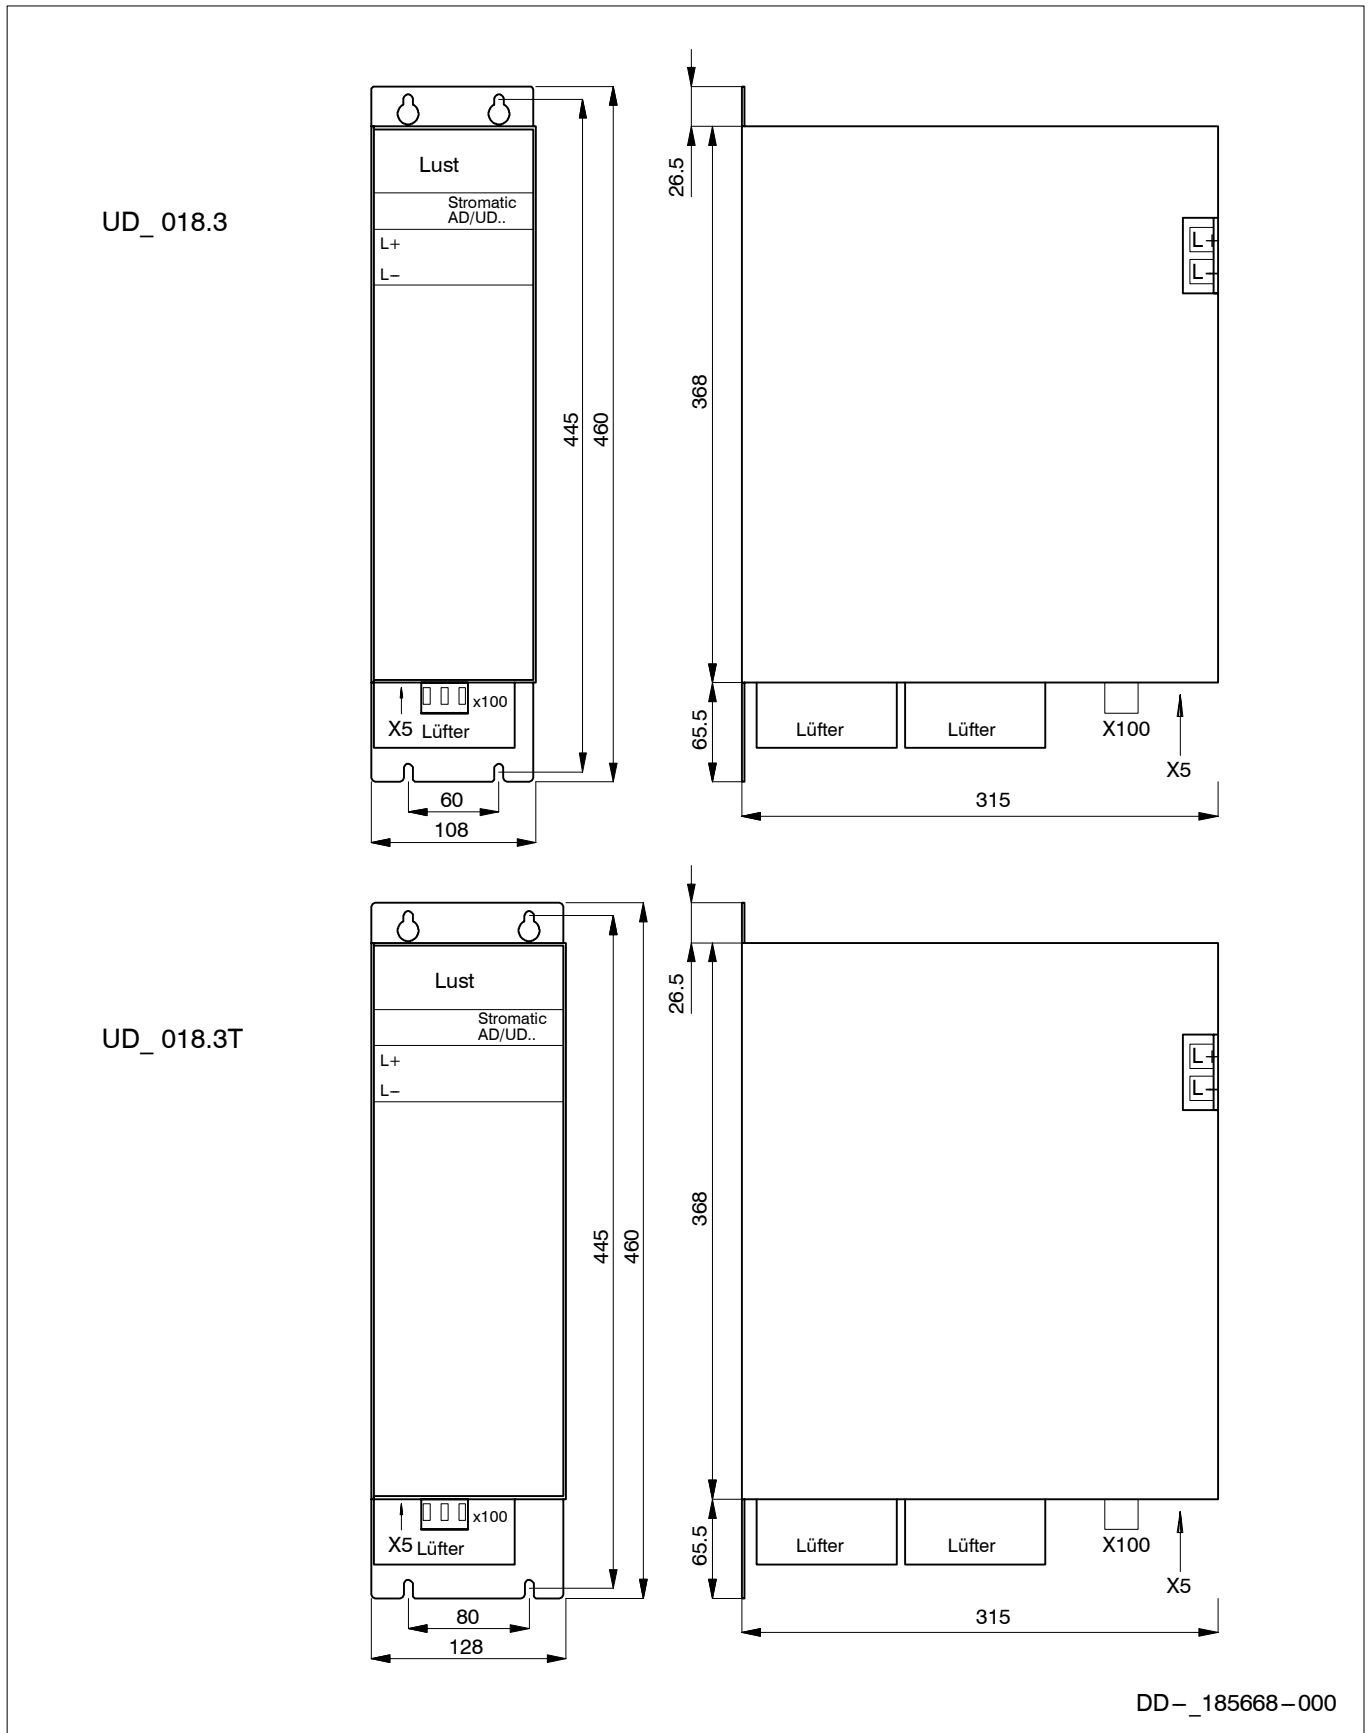 UD_ 018.3
Lust
Stromatic
AD/UD..
L+
L−
445
460
x100
X5 Lüfter
60
108
26.5
368
65.5
L+
L-
Lüfter
Lüfter
X100
X5
315
UD_ 018.3T
Lust
Stromatic
AD/UD..
L+
L−
445
460
x100
X5 Lüfter
80
128
26.5
368
65.5
L+
L-
Lüfter
Lüfter
X100
X5
315
DD−_185668−000